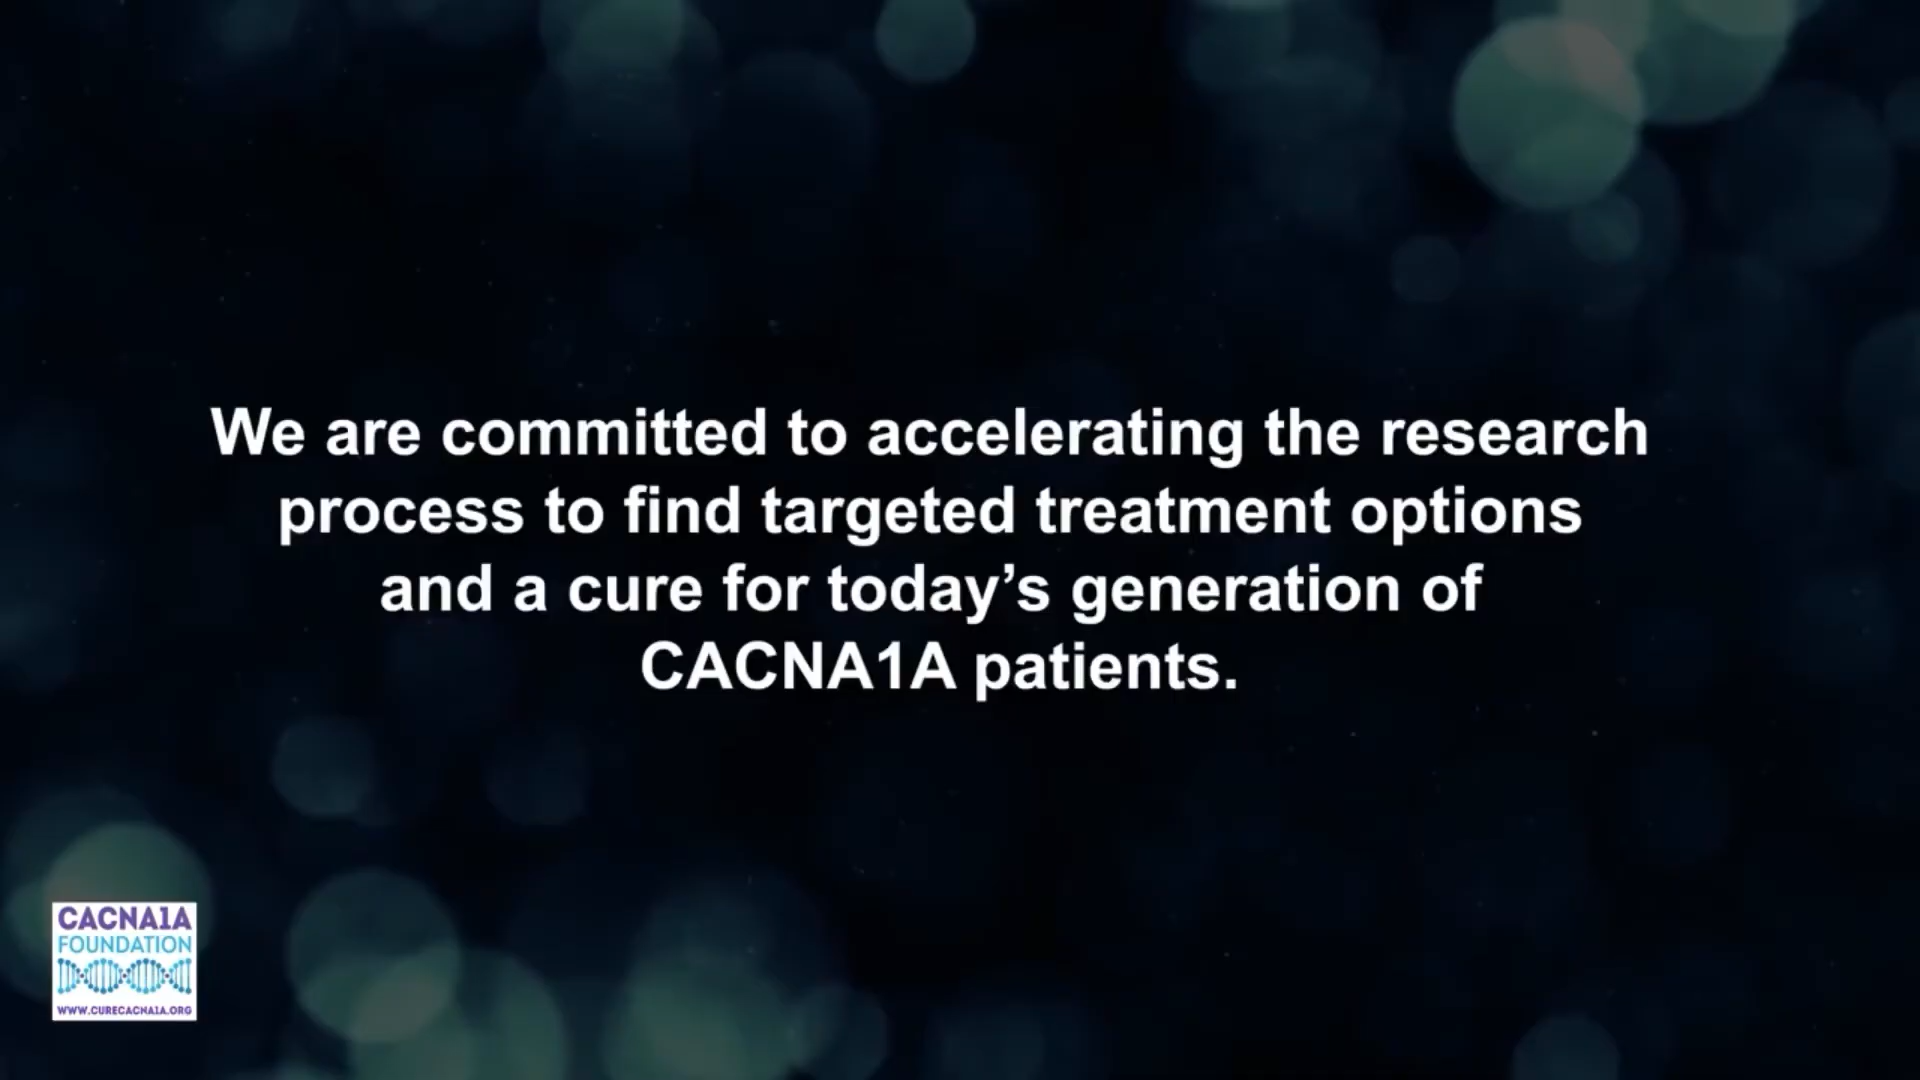 We are committed to accelerating the research
process to find targeted treatment options
and a cure for today’s generation of
CACNA1A patients.
CACNA1A
FOUNDATION
WWW.CURECACNA1A.ORG